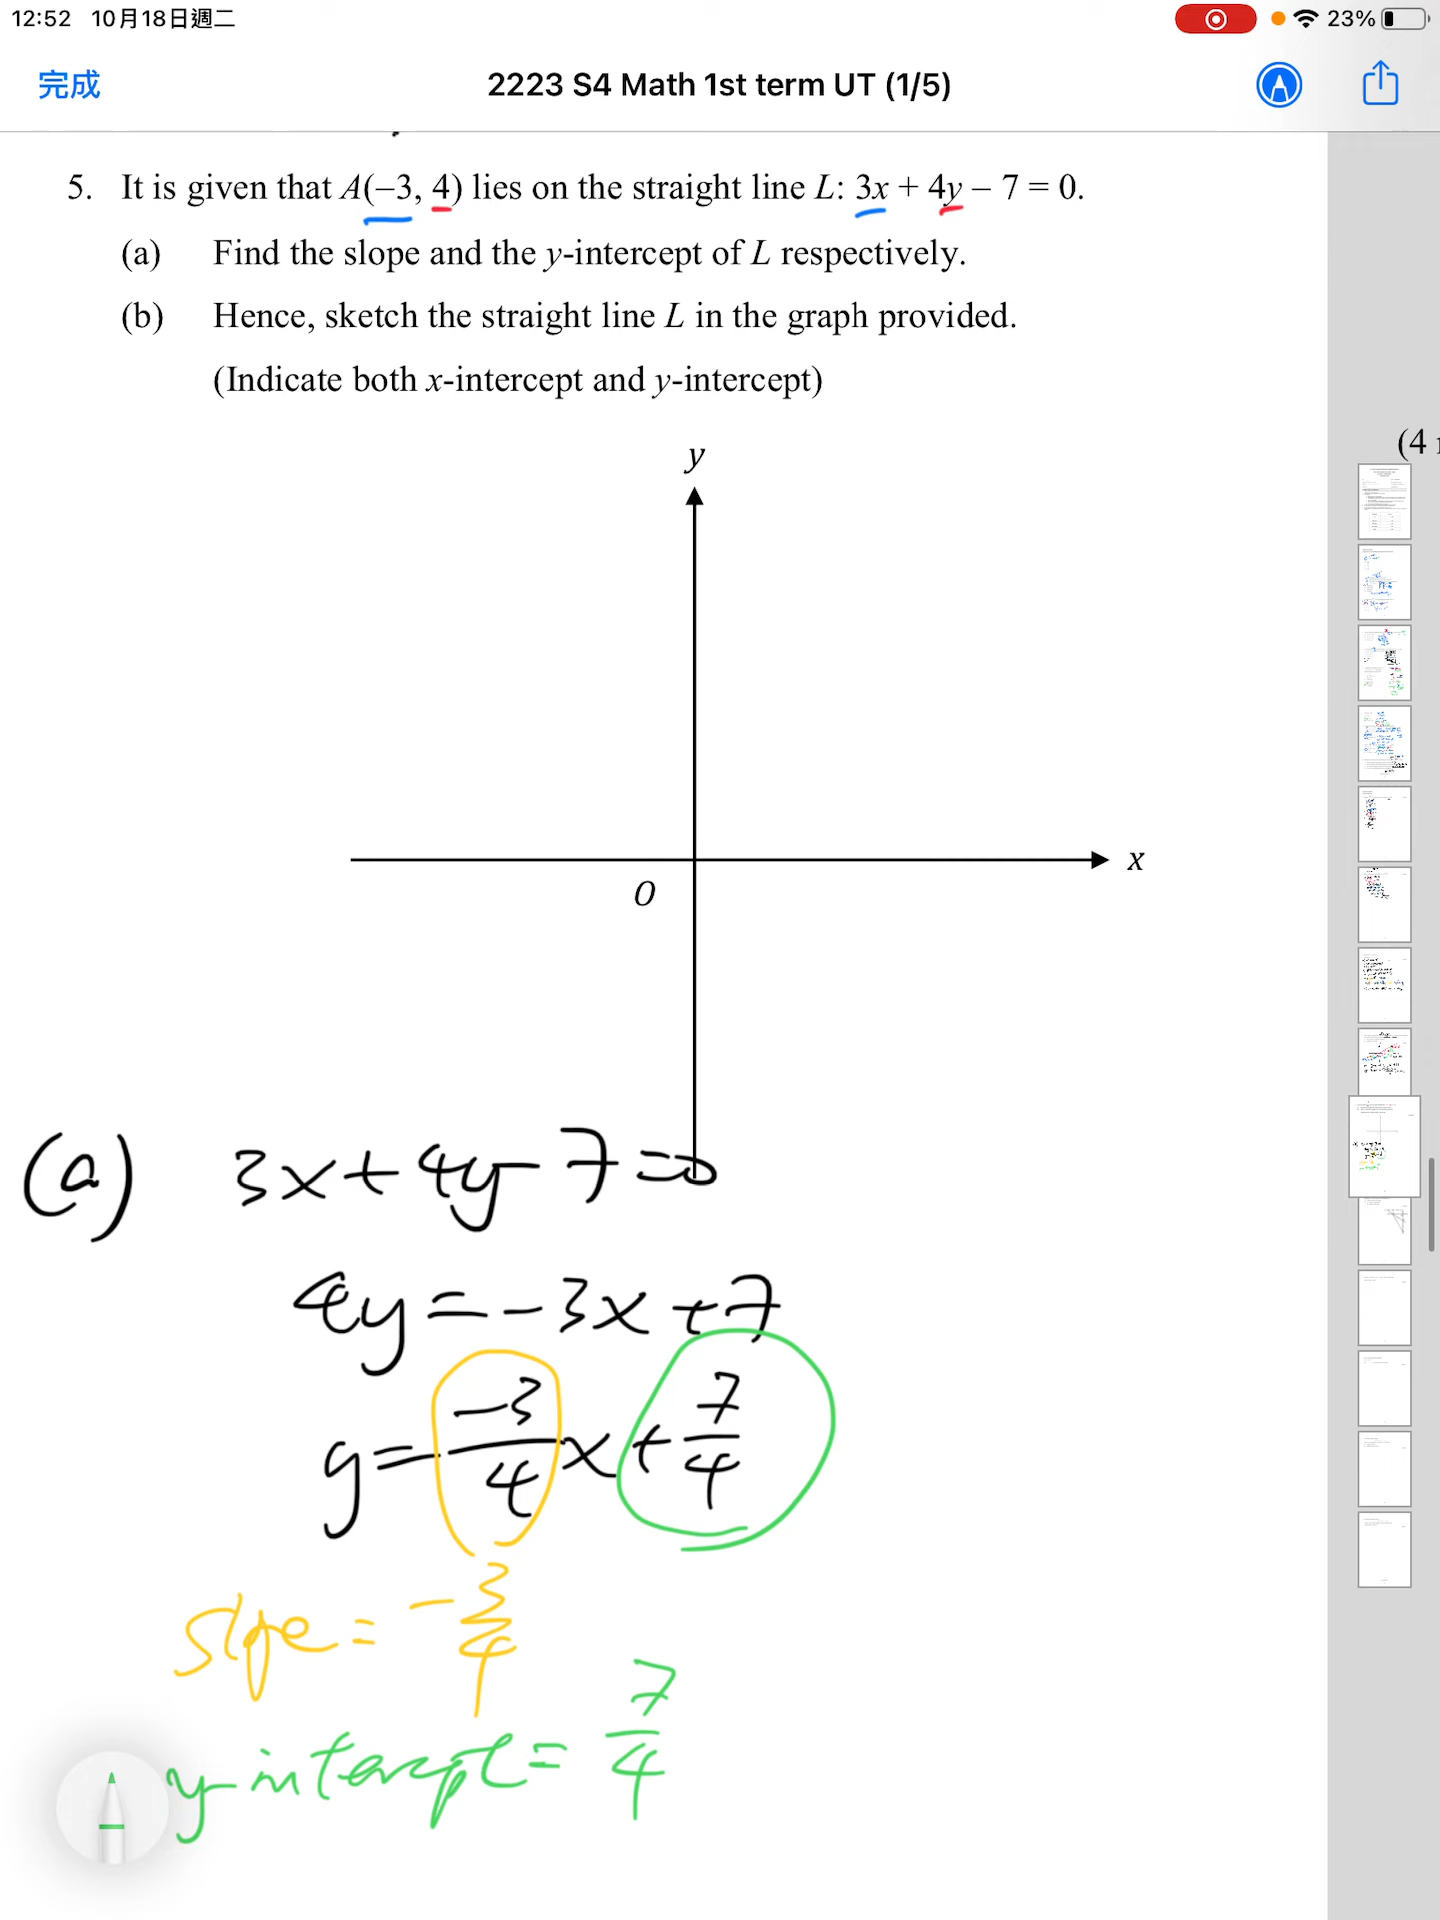 12:52 10月18日週二 23%
完成 2223 S4 Math 1st term UT (1/5)
5. It is given that A(–3, 4) lies on the straight line L: 3x + 4y – 7 = 0.
(a) Find the slope and the y-intercept of L respectively.
(b) Hence, sketch the straight line L in the graph provided.
(Indicate both x-intercept and y-intercept)
(4
y
x
O
(a) 3x+4y-7=0
4y=-3x+7
y=-3/4x+7/4
slope=-3/4
y-intercept=7/4